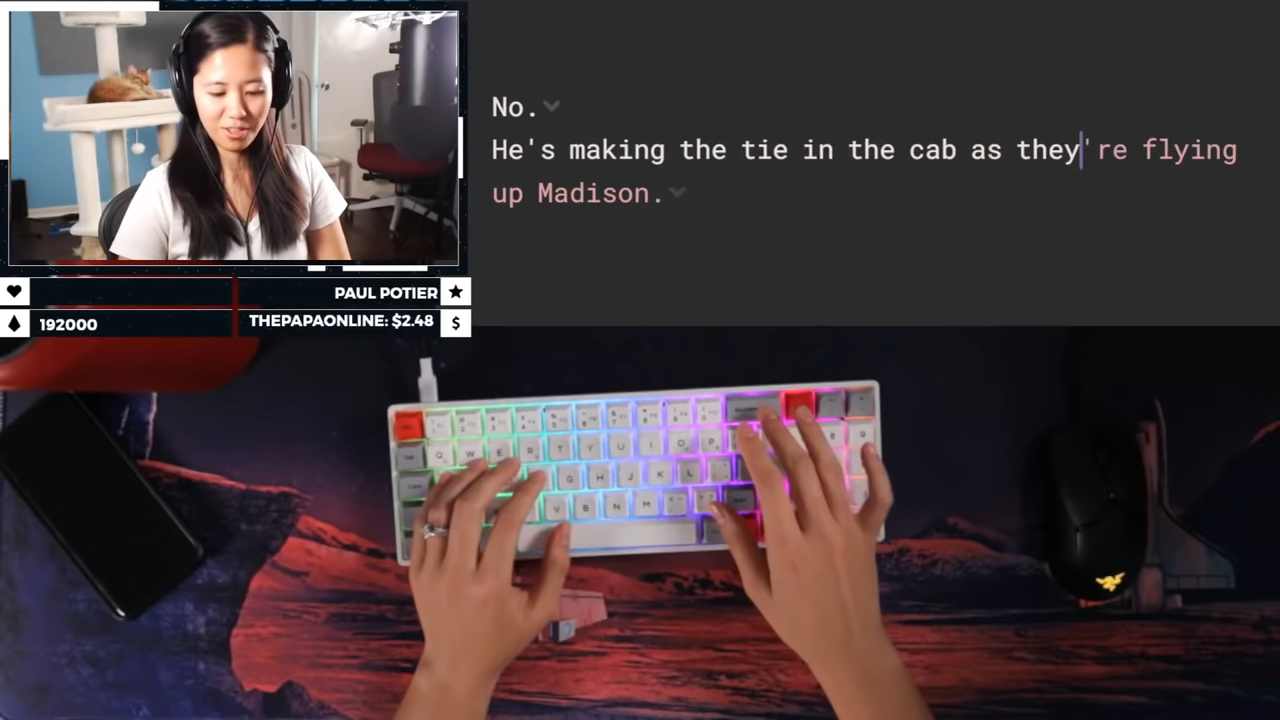 No.
He's making the tie in the cab as they're flying
up Madison.
PAUL POTIER
192000
THEPAPAONLINE: $2.48
$
Q W E R T Y U I O P
G H J K L
V B N M